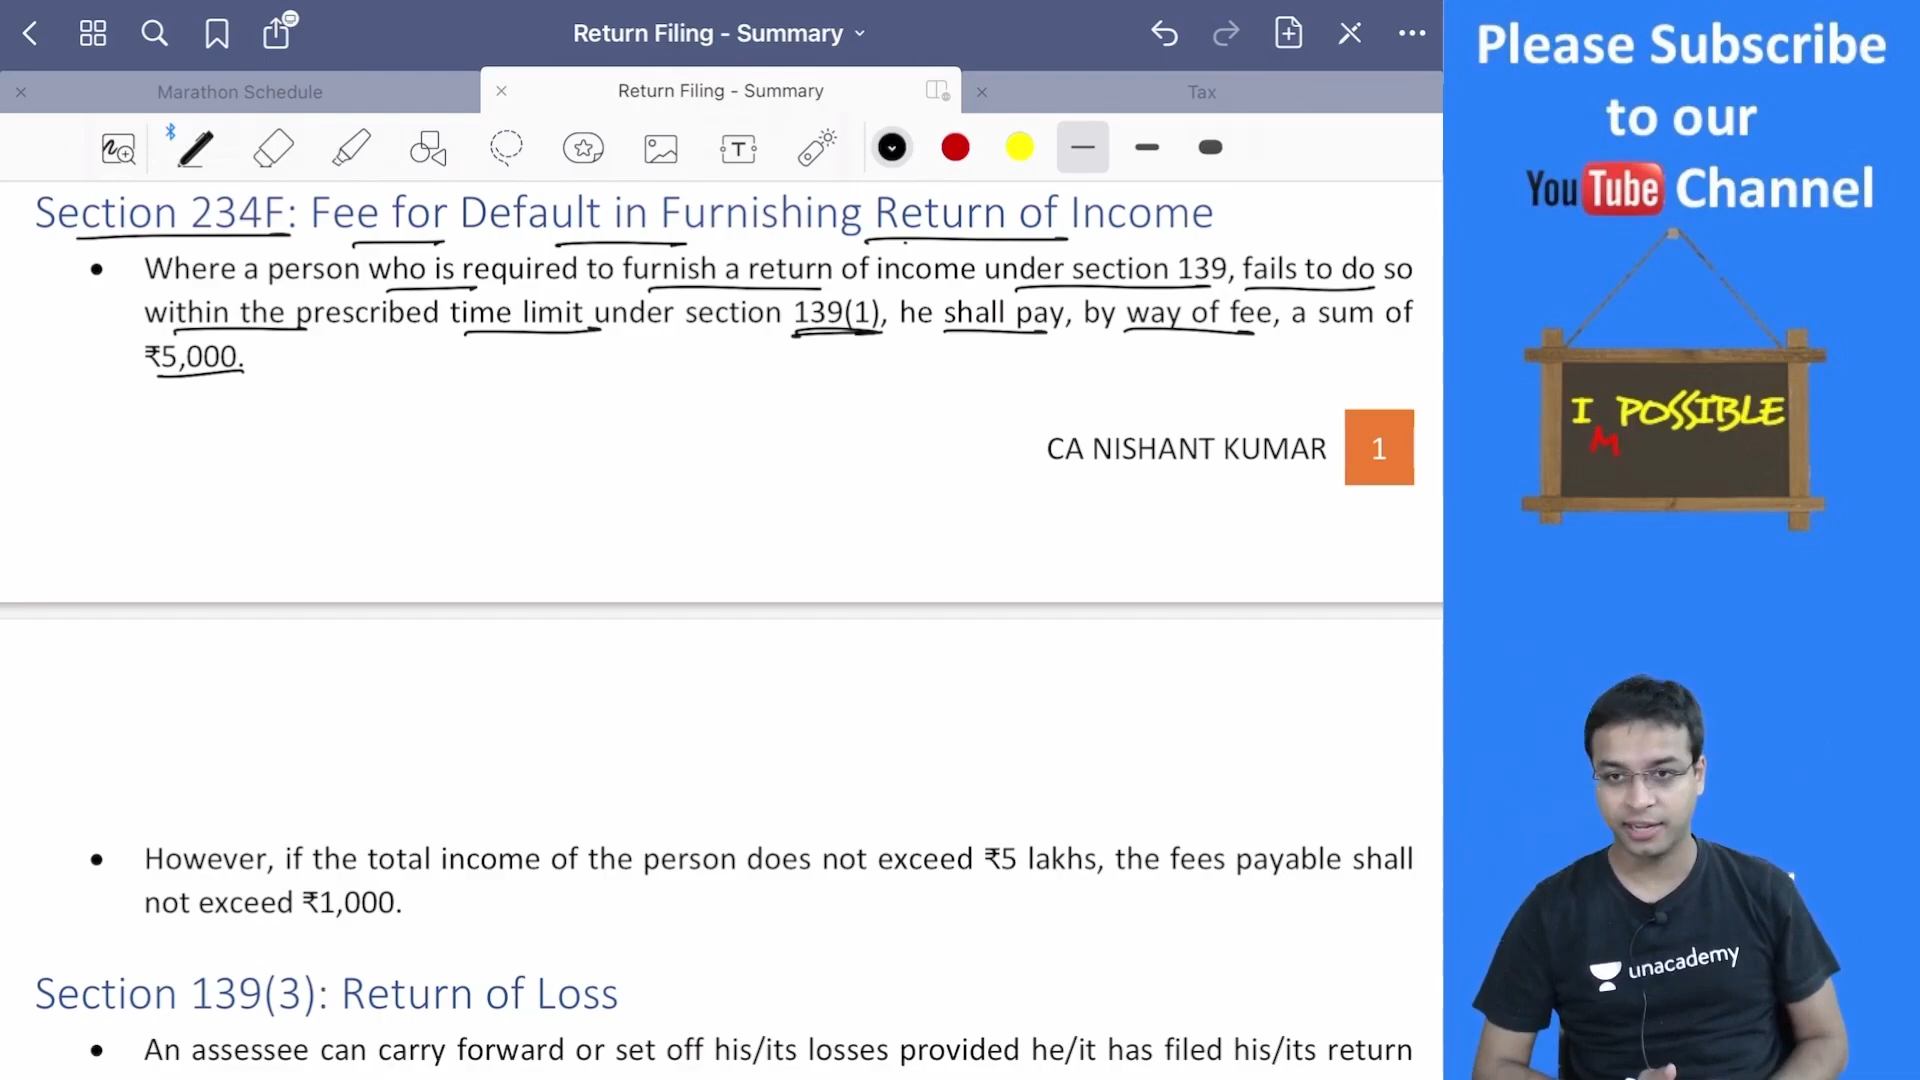 Return Filing - Summary
Marathon Schedule
Return Filing - Summary
Tax
T
Section 234F: Fee for Default in Furnishing Return of Income
• Where a person who is required to furnish a return of income under section 139, fails to do so
within the prescribed time limit under section 139(1), he shall pay, by way of fee, a sum of
₹5,000.
CA NISHANT KUMAR 1
• However, if the total income of the person does not exceed ₹5 lakhs, the fees payable shall
not exceed ₹1,000.
Section 139(3): Return of Loss
• An assessee can carry forward or set off his/its losses provided he/it has filed his/its return
Please Subscribe
to our
YouTube Channel
I POSSIBLE
M
unacademy